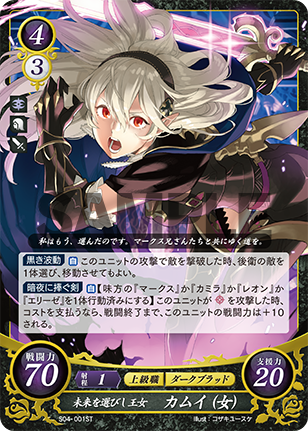 4
3
SAMPLE
私はもう、選んだのです。マークス兄さんたちと共にゆく道を。
黒き波動 自 このユニットの攻撃で敵を撃破した時、後衛の敵を
1体選び、移動させてもよい。
暗夜に捧ぐ剣 自 【味方の『マークス』か『カミラ』か『レオン』か
『エリーゼ』を1体行動済みにする】このユニットが を攻撃した時、
コストを支払うなら、戦闘終了まで、このユニットの戦闘力は+10
される。
戦闘力
70
射程
1
上級職
ダークブラッド
支援力
20
未来を選びし王女 カムイ(女)
S04-001ST
Illust:コザキユースケ